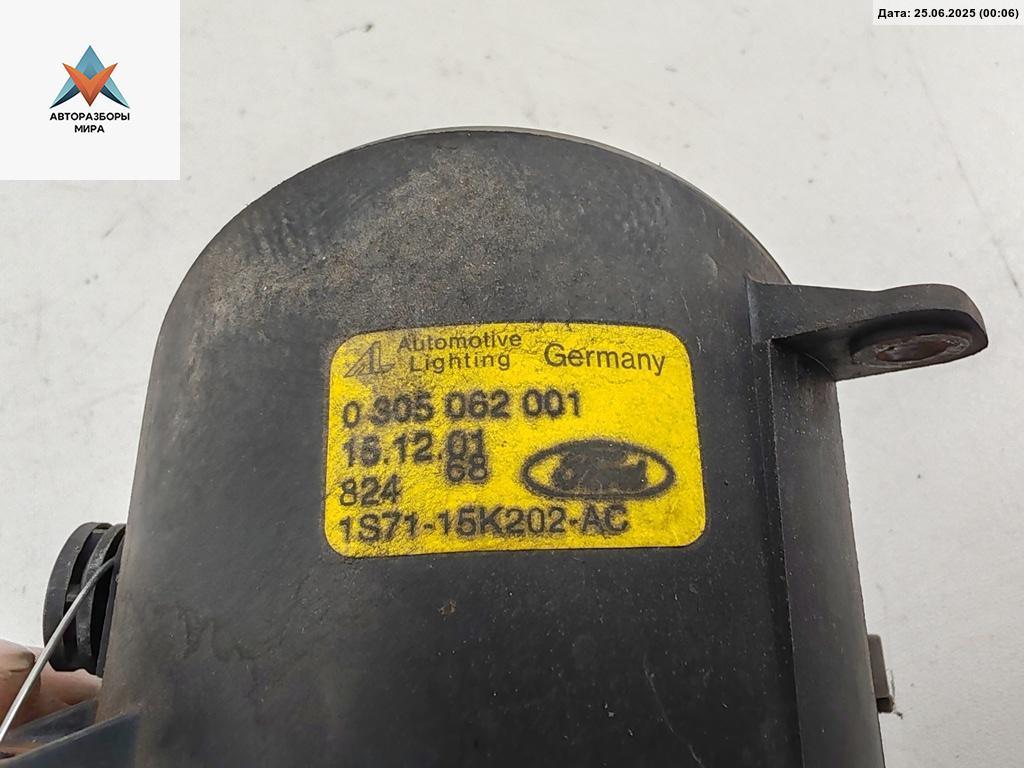 Дата: 25.06.2025 (00:06)
АВТОРАЗБОРЫ
МИРА
AL Automotive Lighting Germany
0 305 062 001
15.12.01
68
824
Ford
1S71-15K202-AC